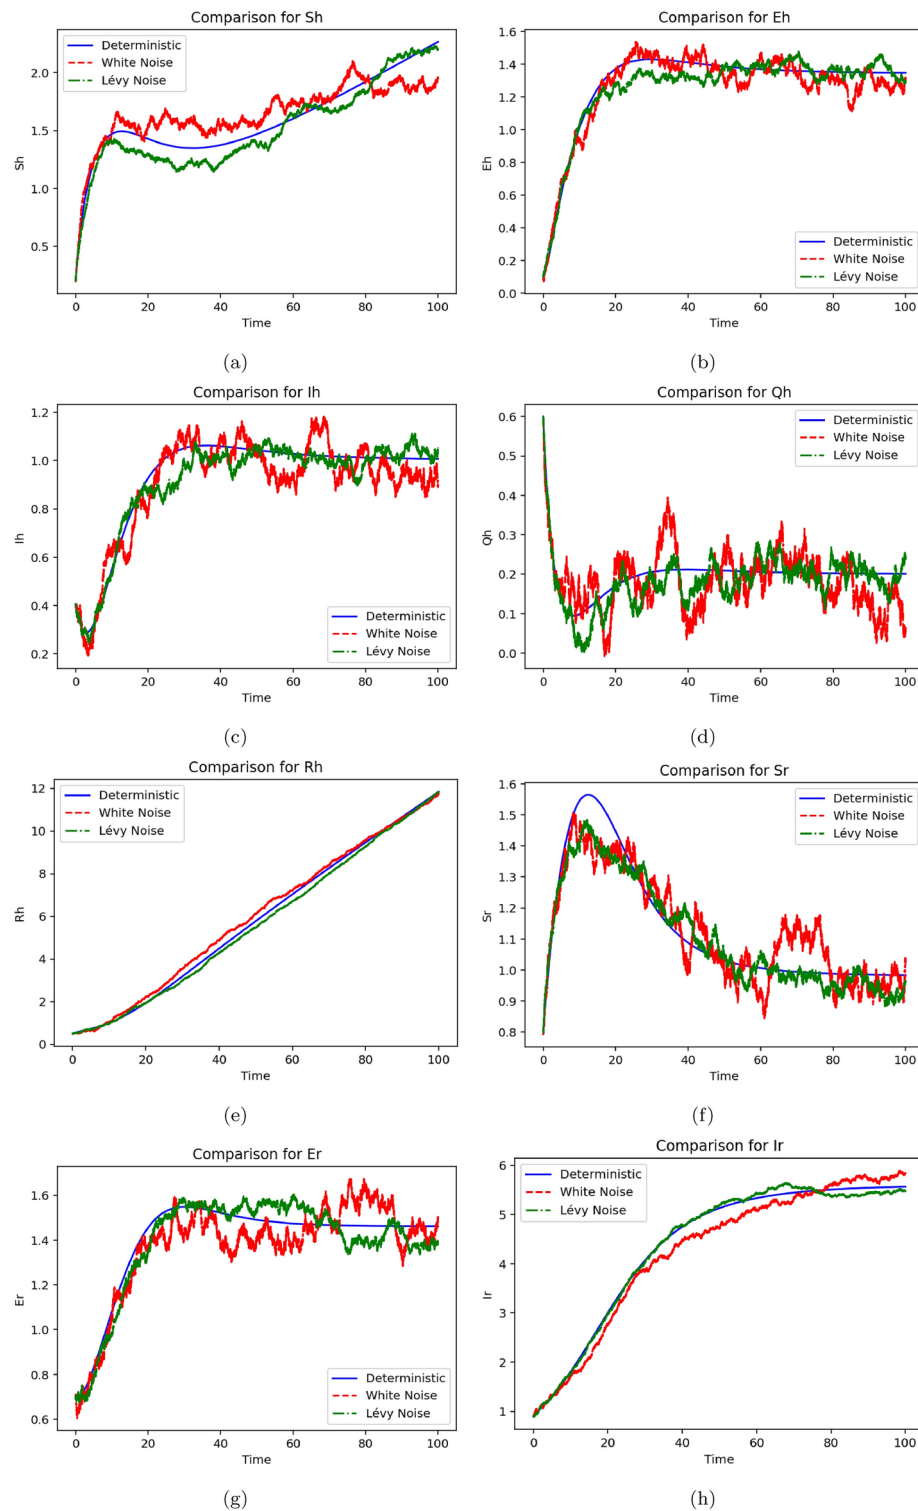 Comparison for Sh
Deterministic
White Noise
Lévy Noise
2.0
1.5
1.0
0.5
Sh
0 20 40 60 80 100
Time
(a)
Comparison for Eh
1.6
1.4
1.2
1.0
0.8
0.6
0.4
0.2
0.0
Eh
Deterministic
White Noise
Lévy Noise
0 20 40 60 80 100
Time
(b)
Comparison for Ih
1.2
1.0
0.8
0.6
0.4
0.2
Ih
Deterministic
White Noise
Lévy Noise
0 20 40 60 80 100
Time
(c)
Comparison for Qh
Deterministic
White Noise
Lévy Noise
0.6
0.5
0.4
0.3
0.2
0.1
0.0
Qh
0 20 40 60 80 100
Time
(d)
Comparison for Rh
Deterministic
White Noise
Lévy Noise
12
10
8
6
4
2
0
Rh
0 20 40 60 80 100
Time
(e)
Comparison for Sr
Deterministic
White Noise
Lévy Noise
1.6
1.5
1.4
1.3
1.2
1.1
1.0
0.9
0.8
Sr
0 20 40 60 80 100
Time
(f)
Comparison for Er
1.6
1.4
1.2
1.0
0.8
0.6
Er
Deterministic
White Noise
Lévy Noise
0 20 40 60 80 100
Time
(g)
Comparison for Ir
Deterministic
White Noise
Lévy Noise
6
5
4
3
2
1
Ir
0 20 40 60 80 100
Time
(h)